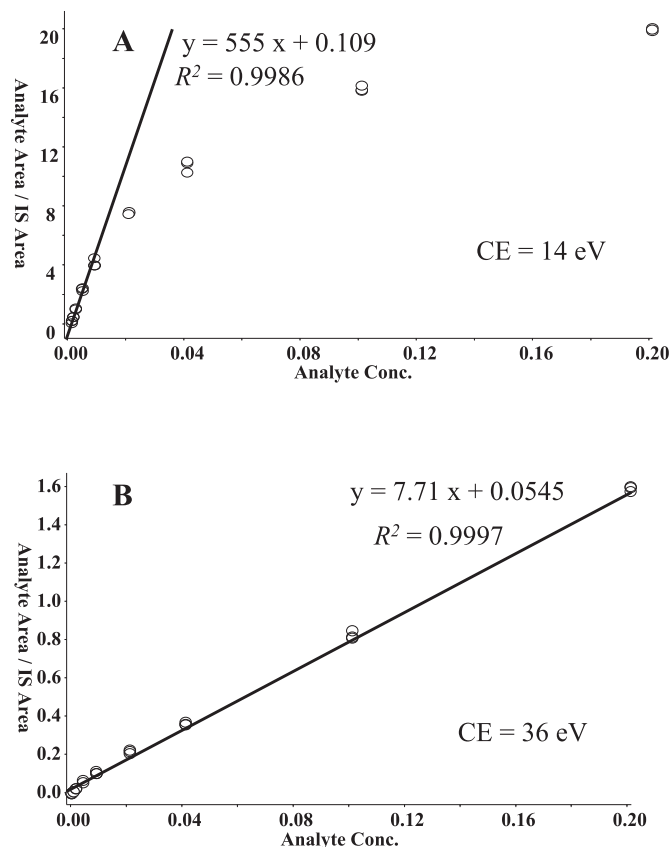 A
y = 555 x + 0.109
R² = 0.9986
20
16
12
8
4
0
Analyte Area / IS Area
CE = 14 eV
0.00 0.04 0.08 0.12 0.16 0.20
Analyte Conc.
B
y = 7.71 x + 0.0545
R² = 0.9997
1.6
1.4
1.2
1.0
0.8
0.6
0.4
0.2
0.0
Analyte Area / IS Area
CE = 36 eV
0.00 0.04 0.08 0.12 0.16 0.20
Analyte Conc.